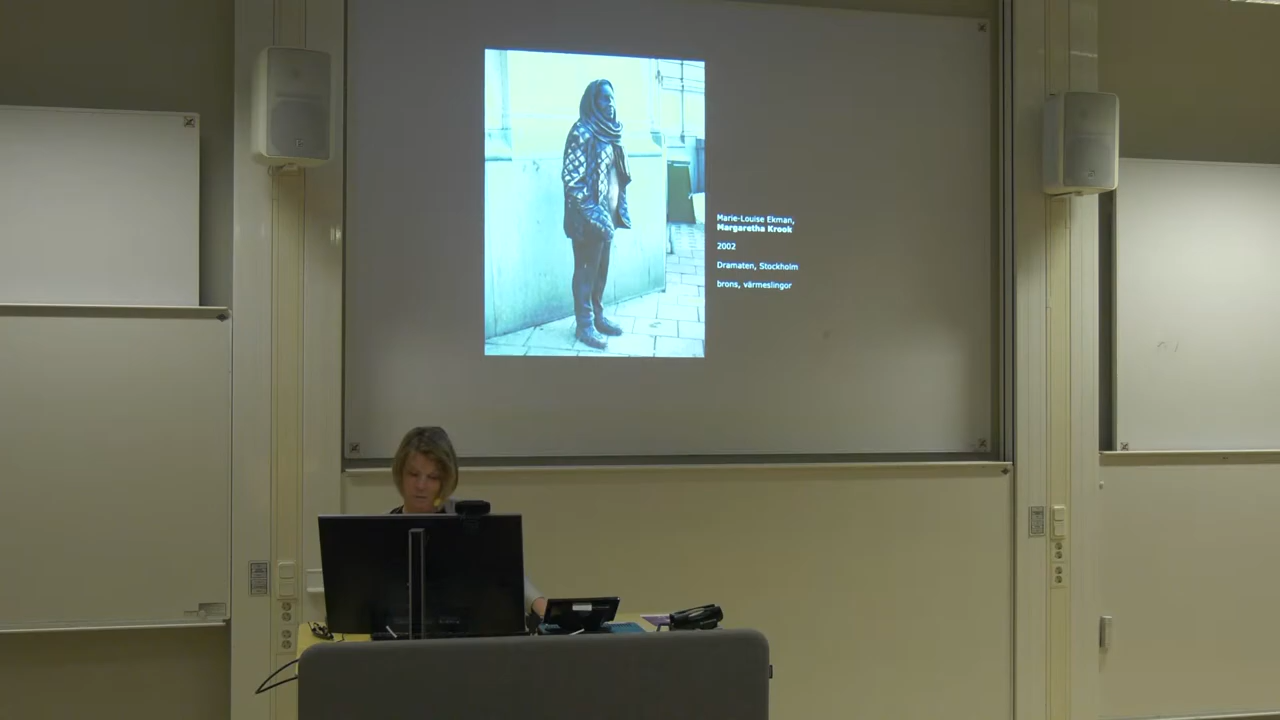 Marie-Louise Ekman,
Margaretha Krook
2002
Dramaten, Stockholm
brons, värmeslingor